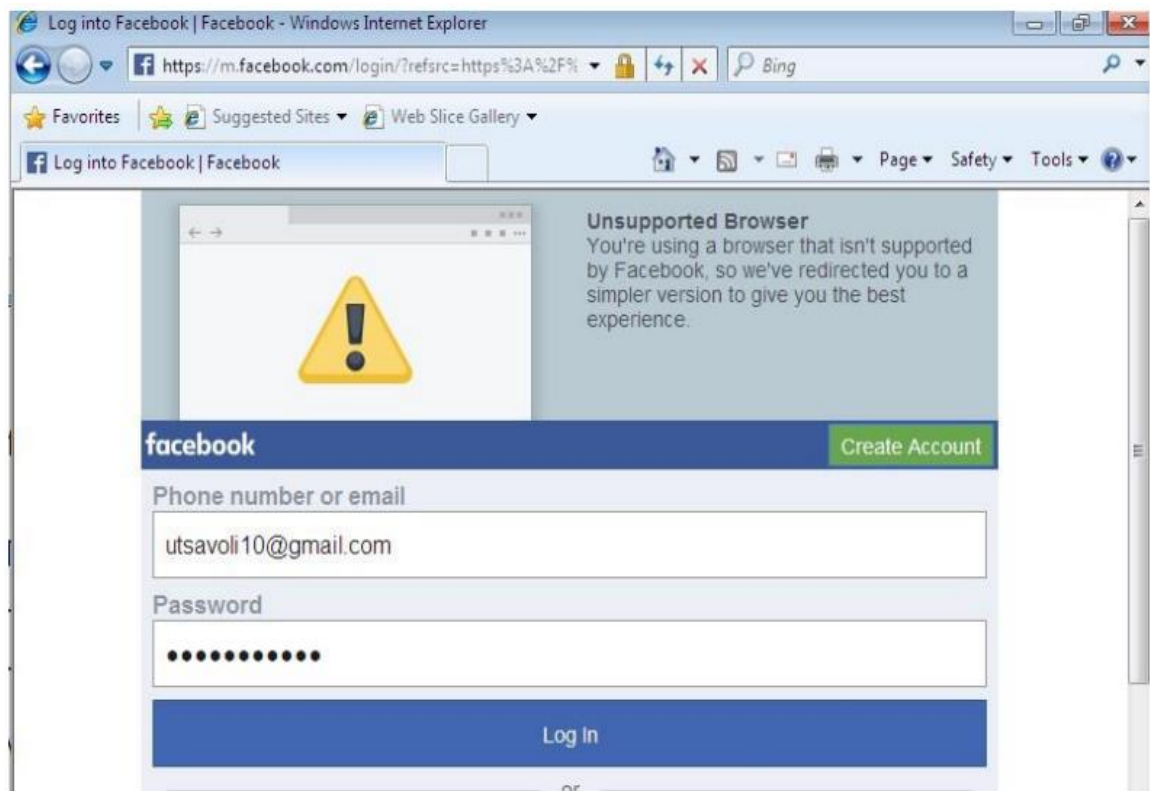 Log into Facebook | Facebook - Windows Internet Explorer
https://m.facebook.com/login/?refsrc=https%3A%2F% Bing
Favorites Suggested Sites Web Slice Gallery
Log into Facebook | Facebook Page Safety Tools
Unsupported Browser
You're using a browser that isn't supported
by Facebook, so we've redirected you to a
simpler version to give you the best
experience.
facebook Create Account
Phone number or email
utsavoli10@gmail.com
Password
•••••••••••
Log In
or